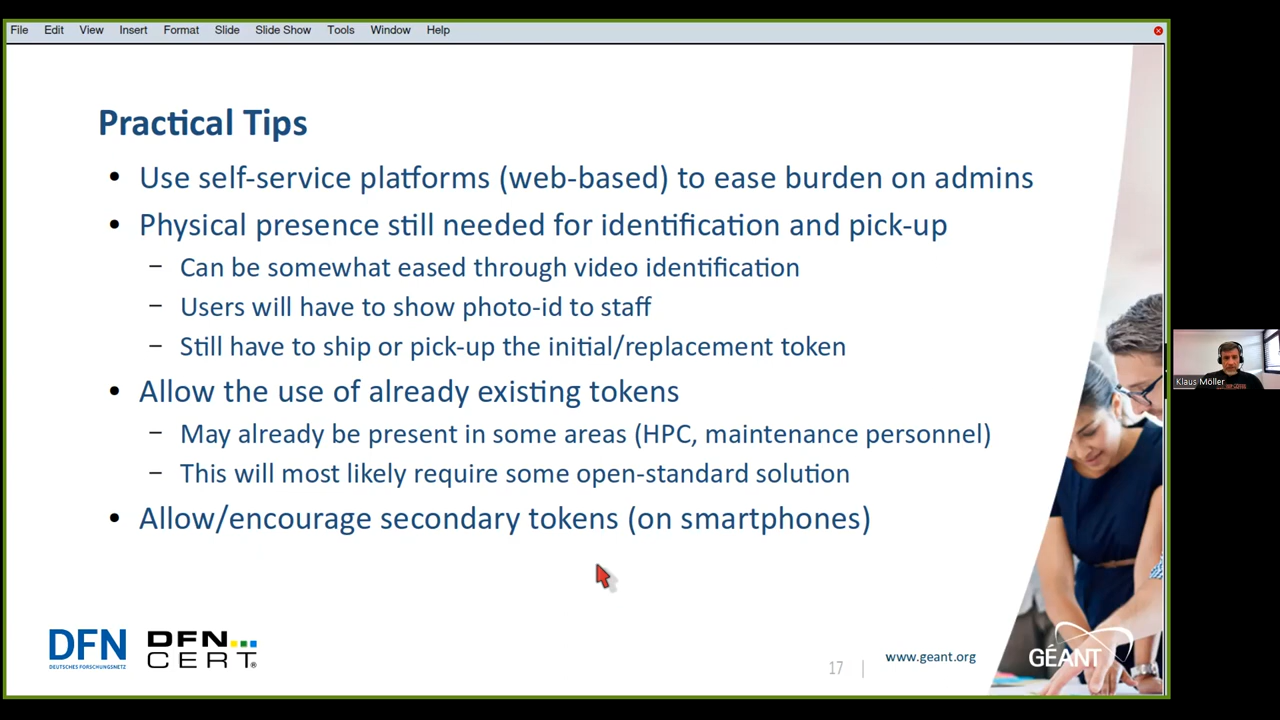 File Edit View Insert Format Slide Slide Show Tools Window Help
Practical Tips
• Use self-service platforms (web-based) to ease burden on admins
• Physical presence still needed for identification and pick-up
– Can be somewhat eased through video identification
– Users will have to show photo-id to staff
– Still have to ship or pick-up the initial/replacement token
• Allow the use of already existing tokens
– May already be present in some areas (HPC, maintenance personnel)
– This will most likely require some open-standard solution
• Allow/encourage secondary tokens (on smartphones)
Klaus Möller
DFN
DEUTSCHES FORSCHUNGSNETZ
DFN
CERT®
17
www.geant.org
GÉANT